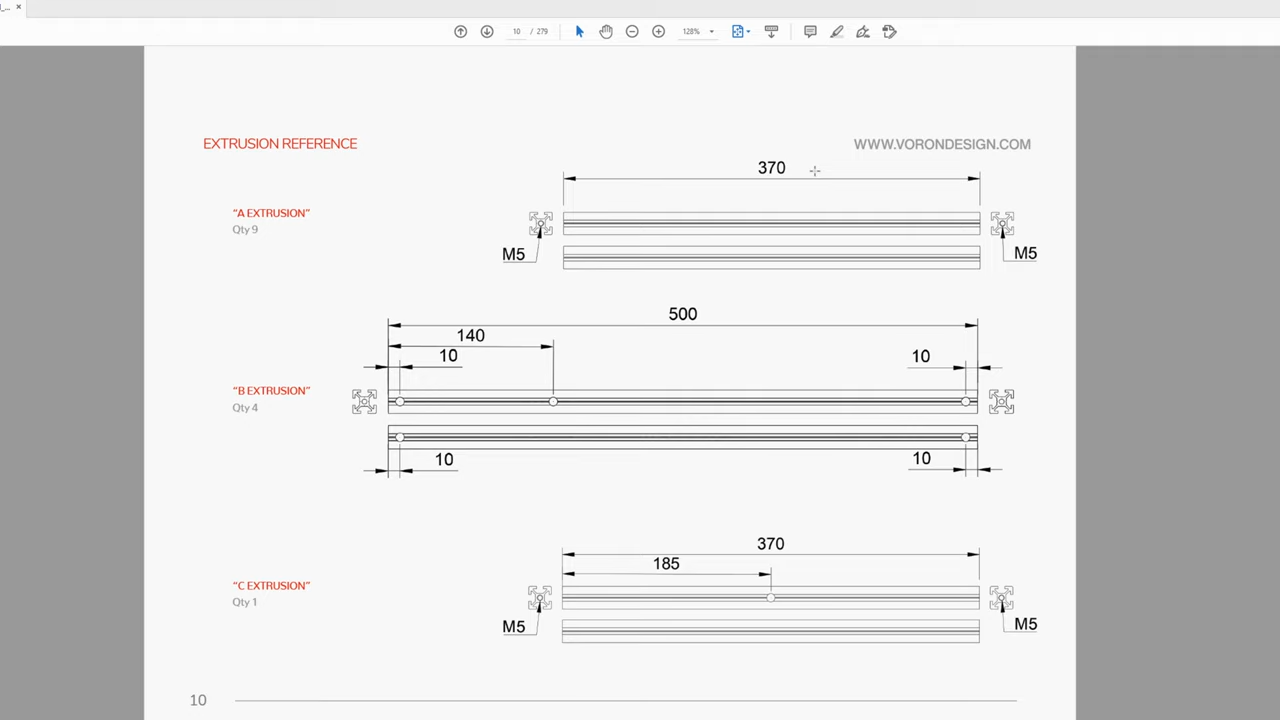 10 / 279
128%
EXTRUSION REFERENCE
WWW.VORONDESIGN.COM
370
"A EXTRUSION"
Qty 9
M5
M5
500
140
10
10
"B EXTRUSION"
Qty 4
10
10
370
185
"C EXTRUSION"
Qty 1
M5
M5
10